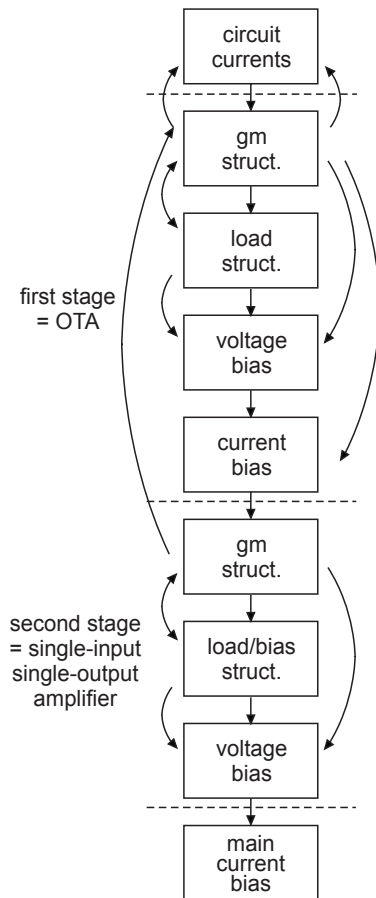 circuit
currents
gm
struct.
load
struct.
first stage
= OTA
voltage
bias
current
bias
gm
struct.
second stage
= single-input
single-output
amplifier
load/bias
struct.
voltage
bias
main
current
bias